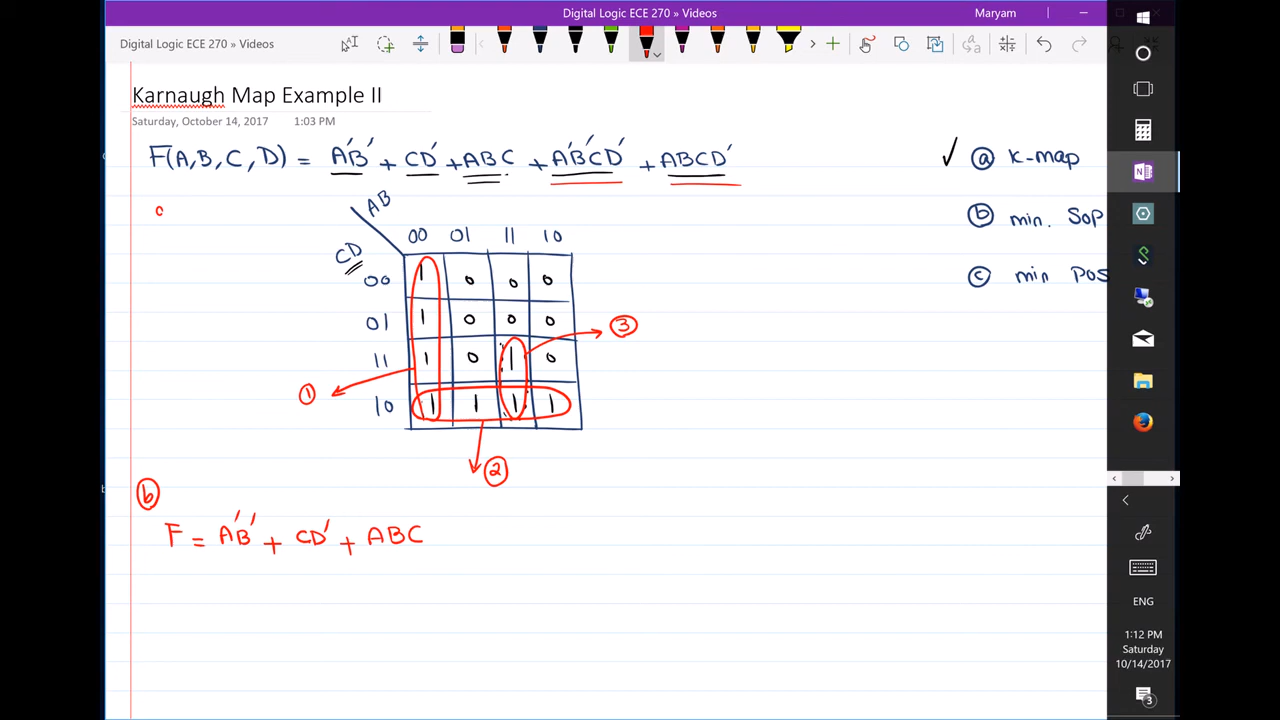 Digital Logic ECE 270 » Videos
Maryam
Digital Logic ECE 270 » Videos
Karnaugh Map Example II
Saturday, October 14, 2017 1:03 PM
F(A,B,C,D) = A'B' + CD' + ABC + A'B'CD' + ABCD'
✓ ⓐ K-map
ⓑ min. SOP
ⓒ min POS
AB
CD
00 01 11 10
00 1 0 0 0
01 1 0 0 0
11 1 0 1 0
10 1 1 1 1
①
②
③
ⓑ
F = A'B' + CD' + ABC
ENG
1:12 PM
Saturday
10/14/2017
3